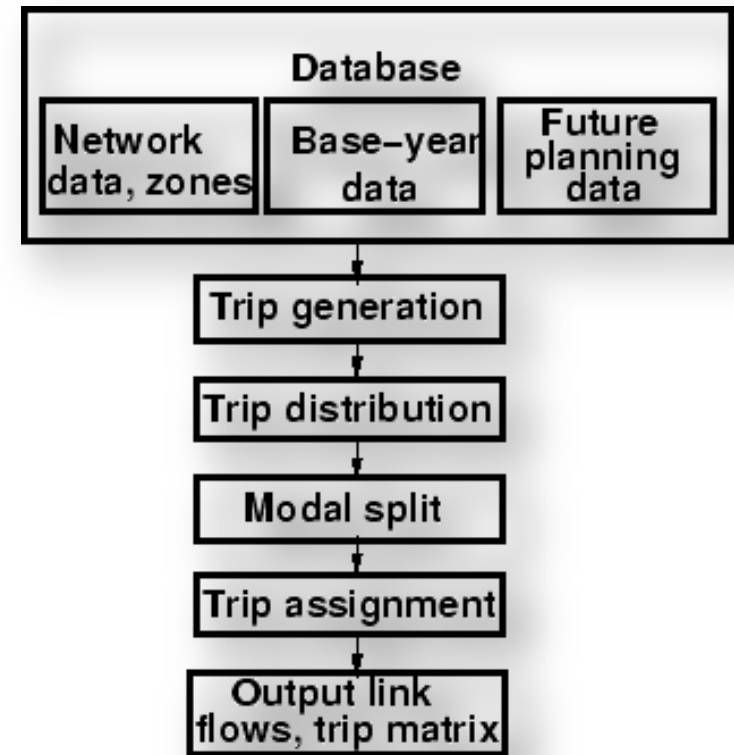 Database
Network
data, zones
Base-year
data
Future
planning
data
Trip generation
Trip distribution
Modal split
Trip assignment
Output link
flows, trip matrix